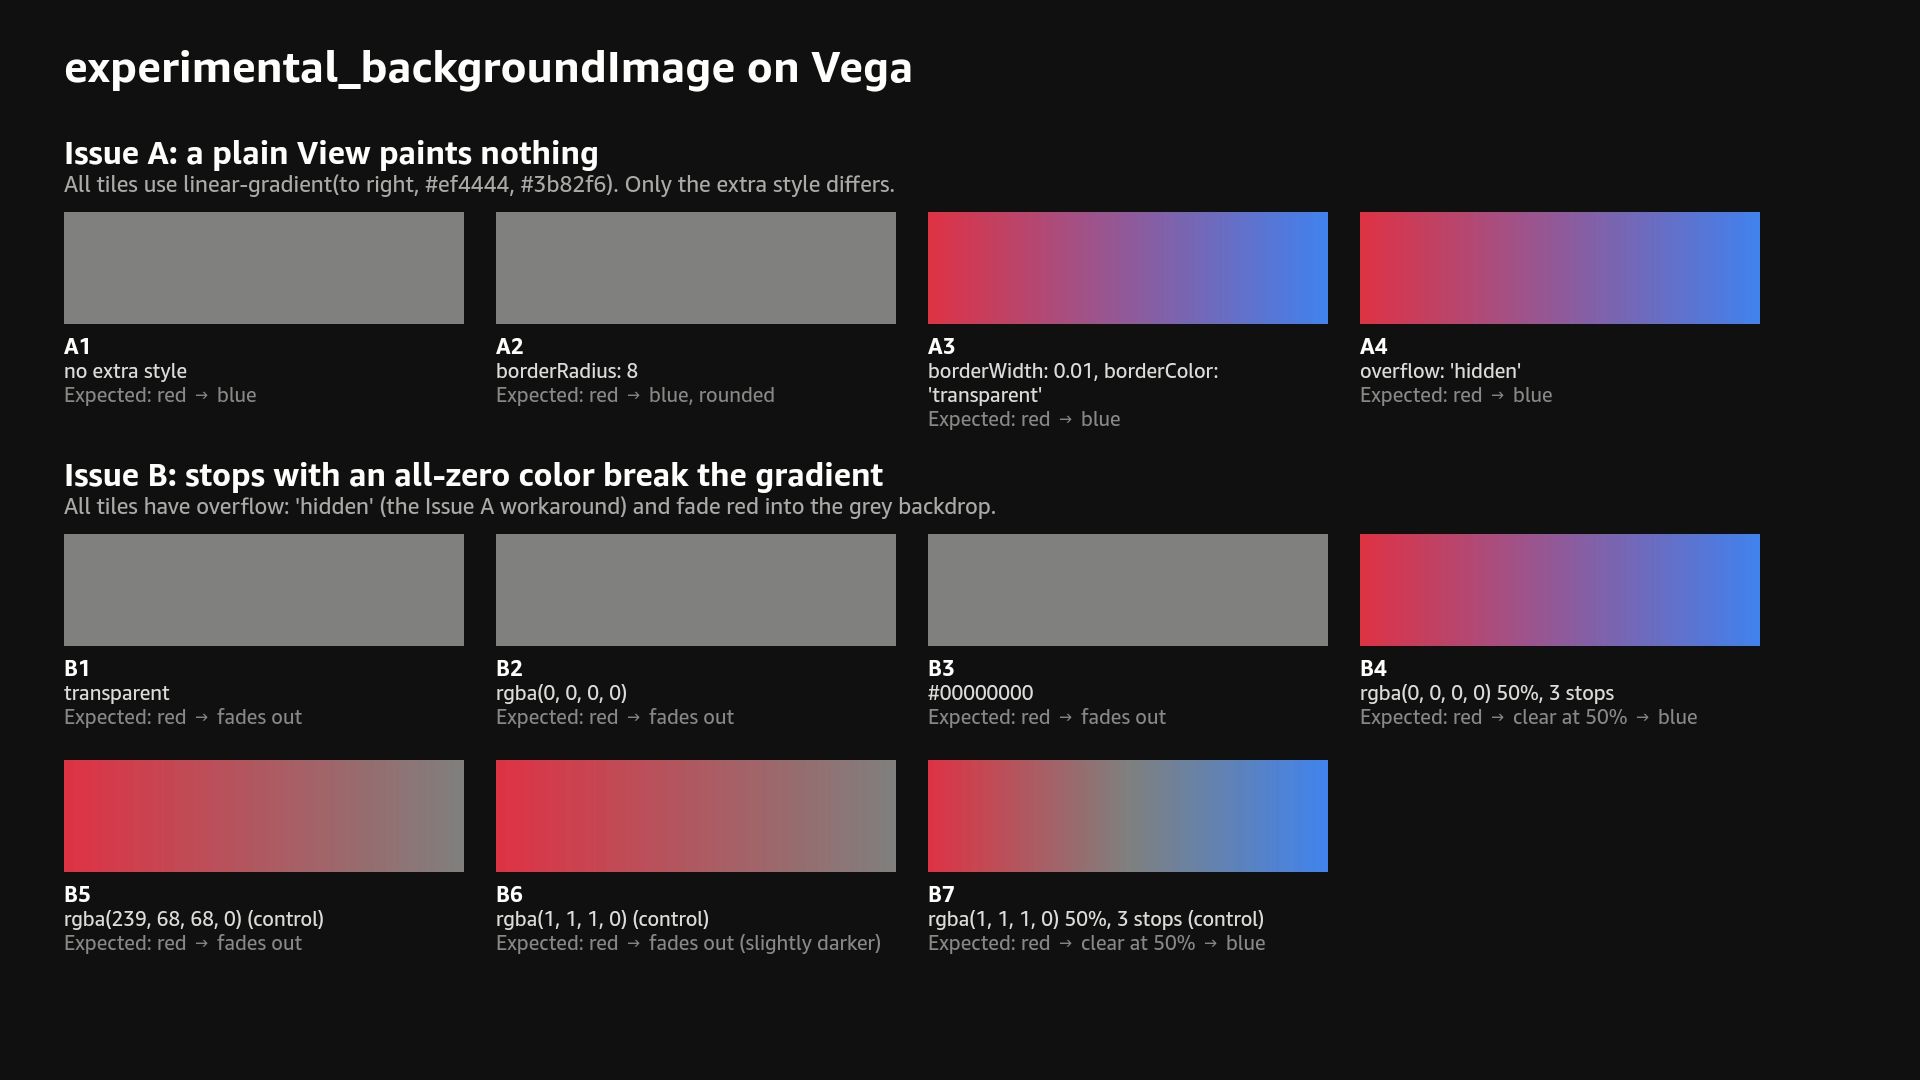 experimental_backgroundImage on Vega
Issue A: a plain View paints nothing
All tiles use linear-gradient(to right, #ef4444, #3b82f6). Only the extra style differs.
A1
no extra style
Expected: red → blue
A2
borderRadius: 8
Expected: red → blue, rounded
A3
borderWidth: 0.01, borderColor:
'transparent'
Expected: red → blue
A4
overflow: 'hidden'
Expected: red → blue
Issue B: stops with an all-zero color break the gradient
All tiles have overflow: 'hidden' (the Issue A workaround) and fade red into the grey backdrop.
B1
transparent
Expected: red → fades out
B2
rgba(0, 0, 0, 0)
Expected: red → fades out
B3
#00000000
Expected: red → fades out
B4
rgba(0, 0, 0, 0) 50%, 3 stops
Expected: red → clear at 50% → blue
B5
rgba(239, 68, 68, 0) (control)
Expected: red → fades out
B6
rgba(1, 1, 1, 0) (control)
Expected: red → fades out (slightly darker)
B7
rgba(1, 1, 1, 0) 50%, 3 stops (control)
Expected: red → clear at 50% → blue